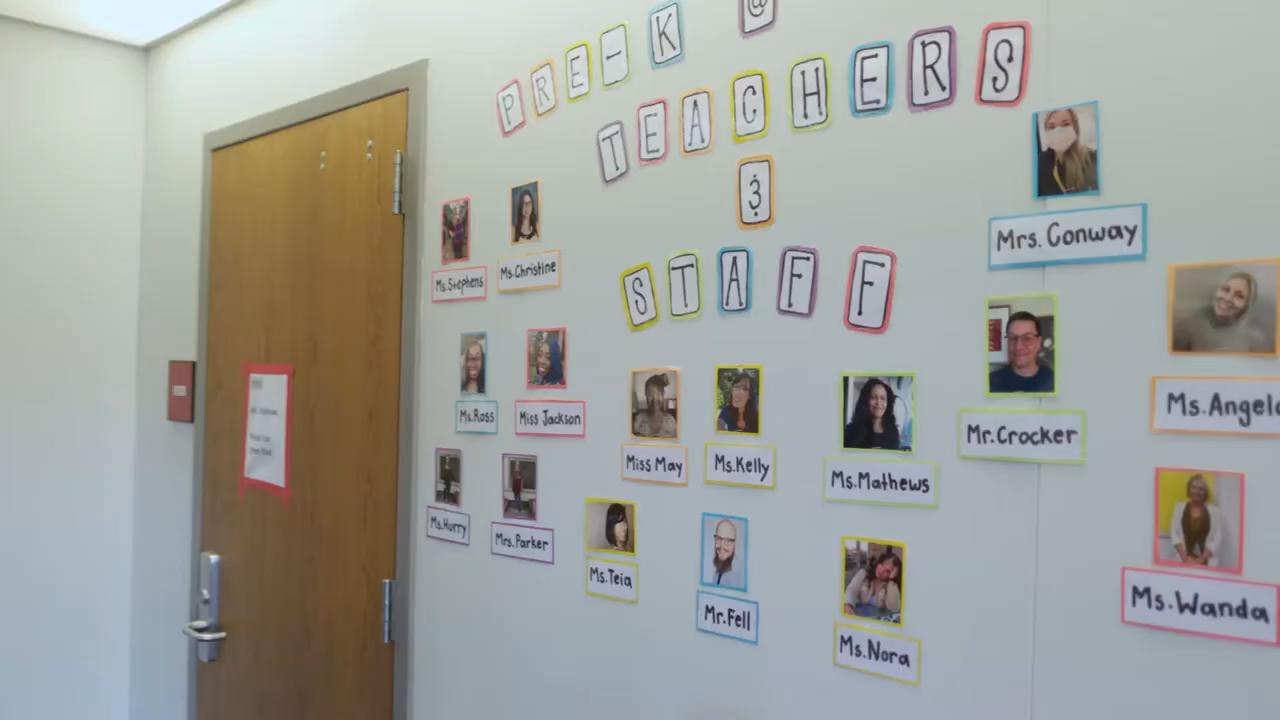 PRE-K @
TEACHERS
&
STAFF
Ms.Stephens
Ms.Christine
Mrs. Conway
Ms.Ross
Miss Jackson
Miss May
Ms.Kelly
Ms.Mathews
Mr.Crocker
Ms.Angel
Ms.Hurry
Mrs.Parker
Ms.Teia
Mr.Fell
Ms.Nora
Ms.Wanda